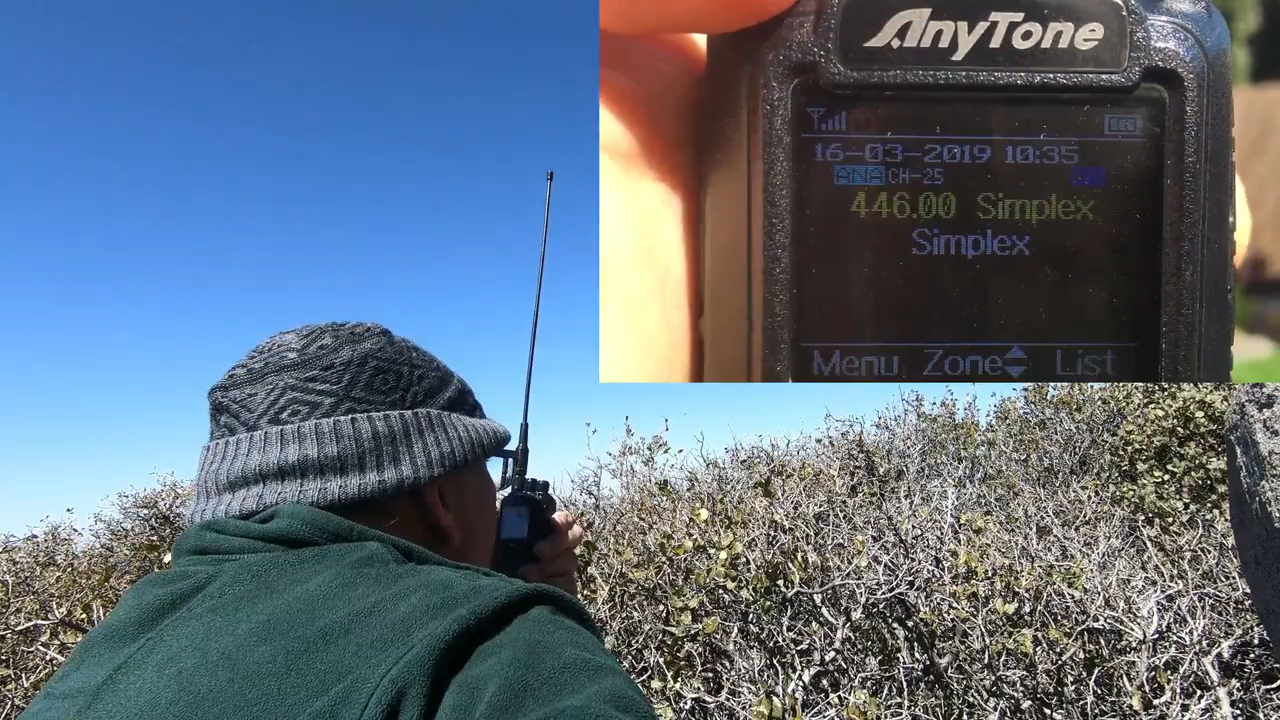 AnyTone
16-03-2019 10:35
ANA CH-25
446.00 Simplex
Simplex
Menu Zone List